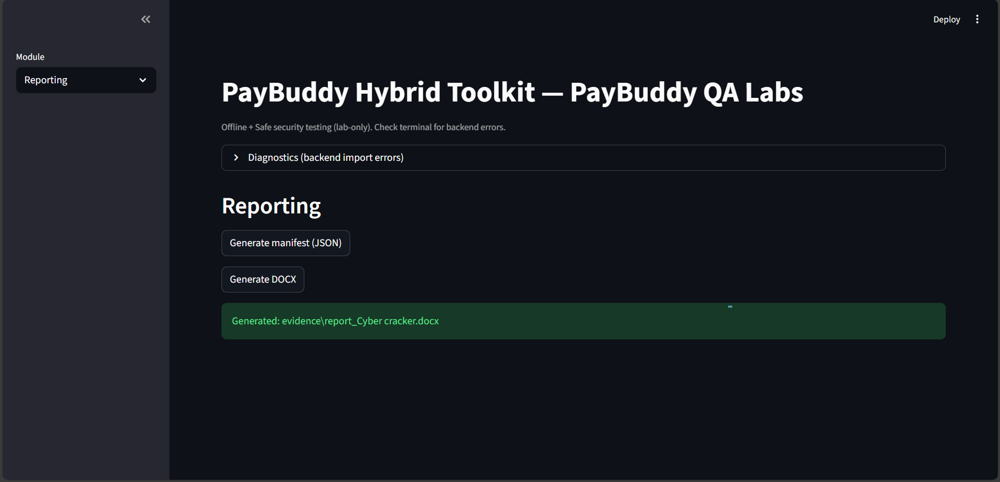 Deploy
Module
Reporting
PayBuddy Hybrid Toolkit — PayBuddy QA Labs
Offline + Safe security testing (lab-only). Check terminal for backend errors.
Diagnostics (backend import errors)
Reporting
Generate manifest (JSON)
Generate DOCX
Generated: evidence\report_Cyber cracker.docx